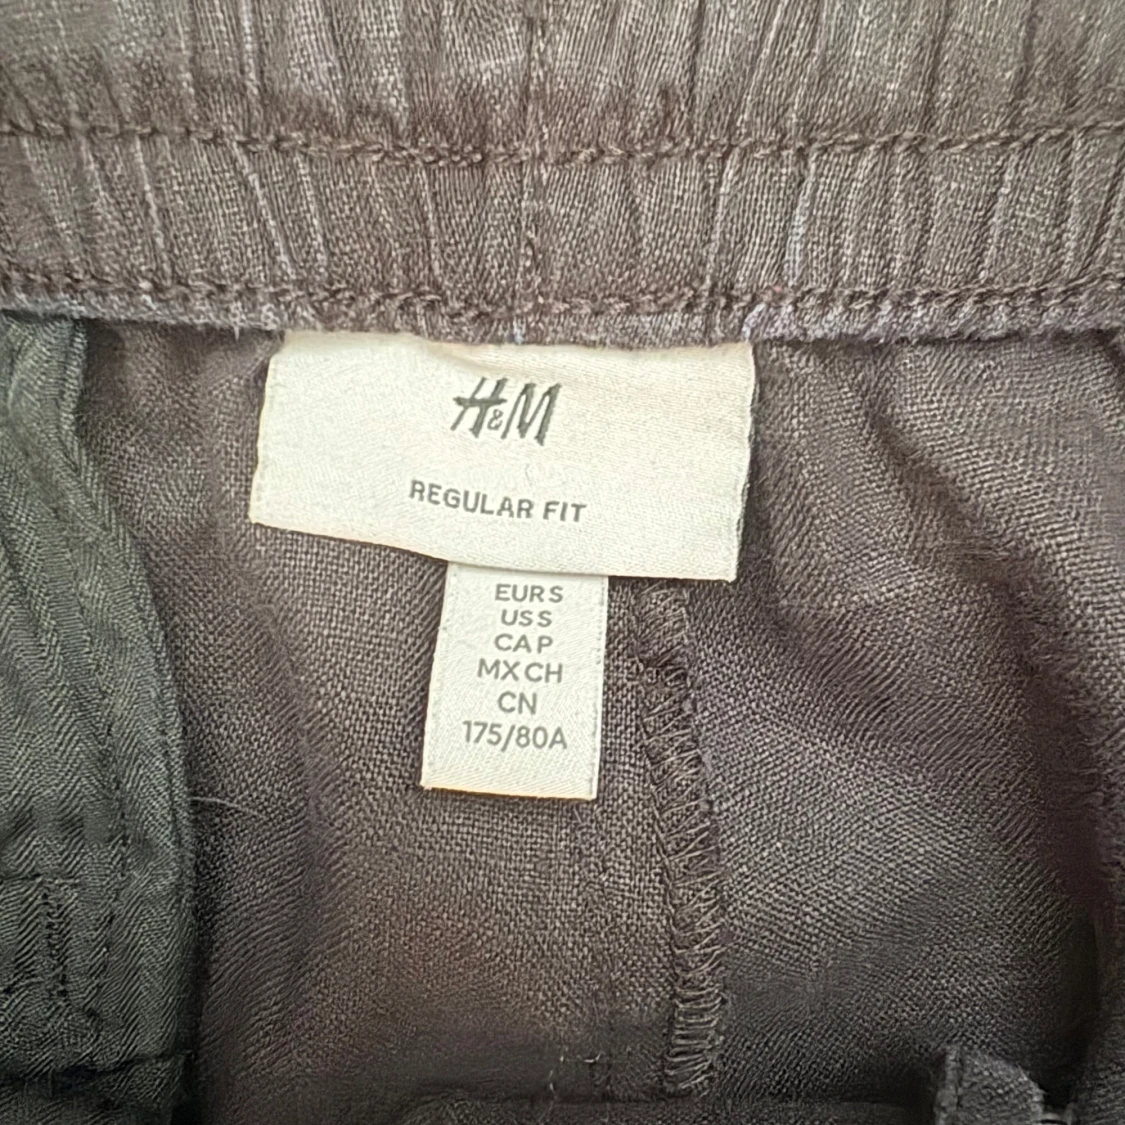 H&M
REGULAR FIT
EUR S
US S
CA P
MX CH
CN
175/80A